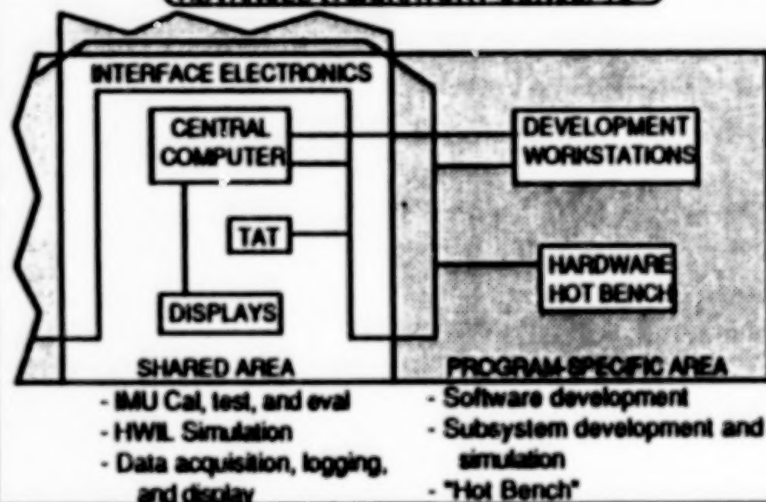 INTERFACE ELECTRONICS
CENTRAL
COMPUTER
DEVELOPMENT
WORKSTATIONS
TAT
HARDWARE
HOT BENCH
DISPLAYS
SHARED AREA
- IMU Cal, test, and eval
- HWIL Simulation
- Data acquisition, logging,
and display
PROGRAM-SPECIFIC AREA
- Software development
- Subsystem development and
simulation
- "Hot Bench"